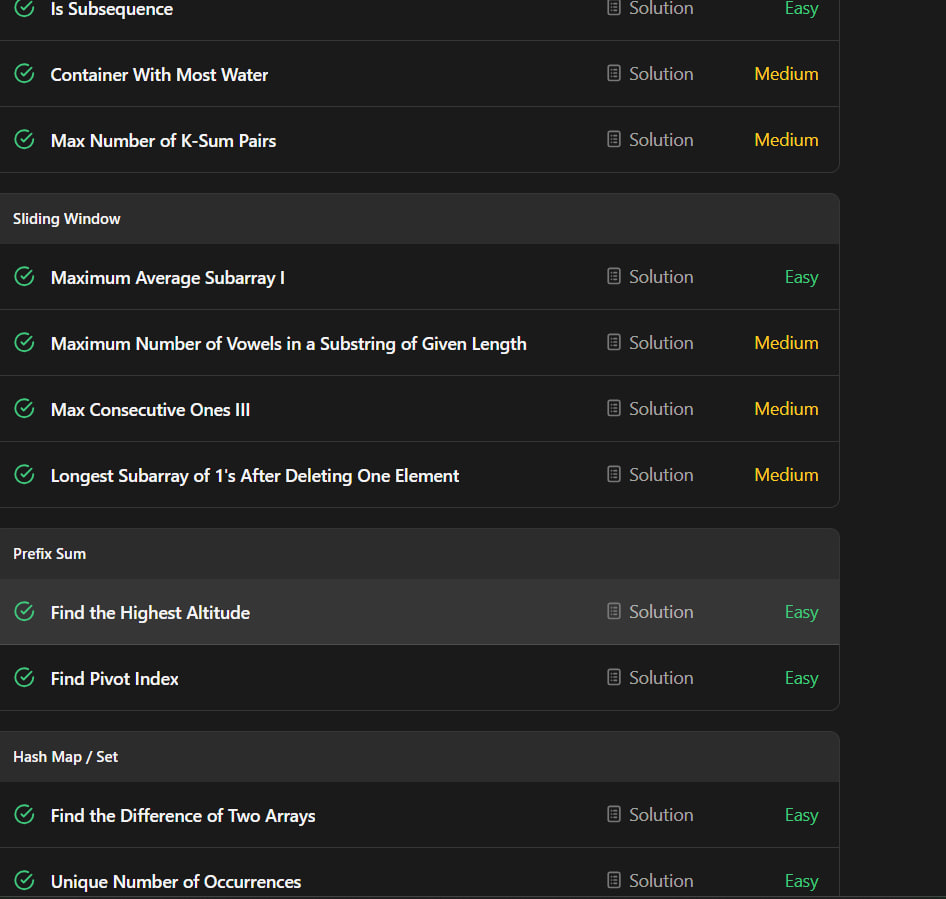 Is Subsequence Solution Easy
Container With Most Water Solution Medium
Max Number of K-Sum Pairs Solution Medium
Sliding Window
Maximum Average Subarray I Solution Easy
Maximum Number of Vowels in a Substring of Given Length Solution Medium
Max Consecutive Ones III Solution Medium
Longest Subarray of 1's After Deleting One Element Solution Medium
Prefix Sum
Find the Highest Altitude Solution Easy
Find Pivot Index Solution Easy
Hash Map / Set
Find the Difference of Two Arrays Solution Easy
Unique Number of Occurrences Solution Easy